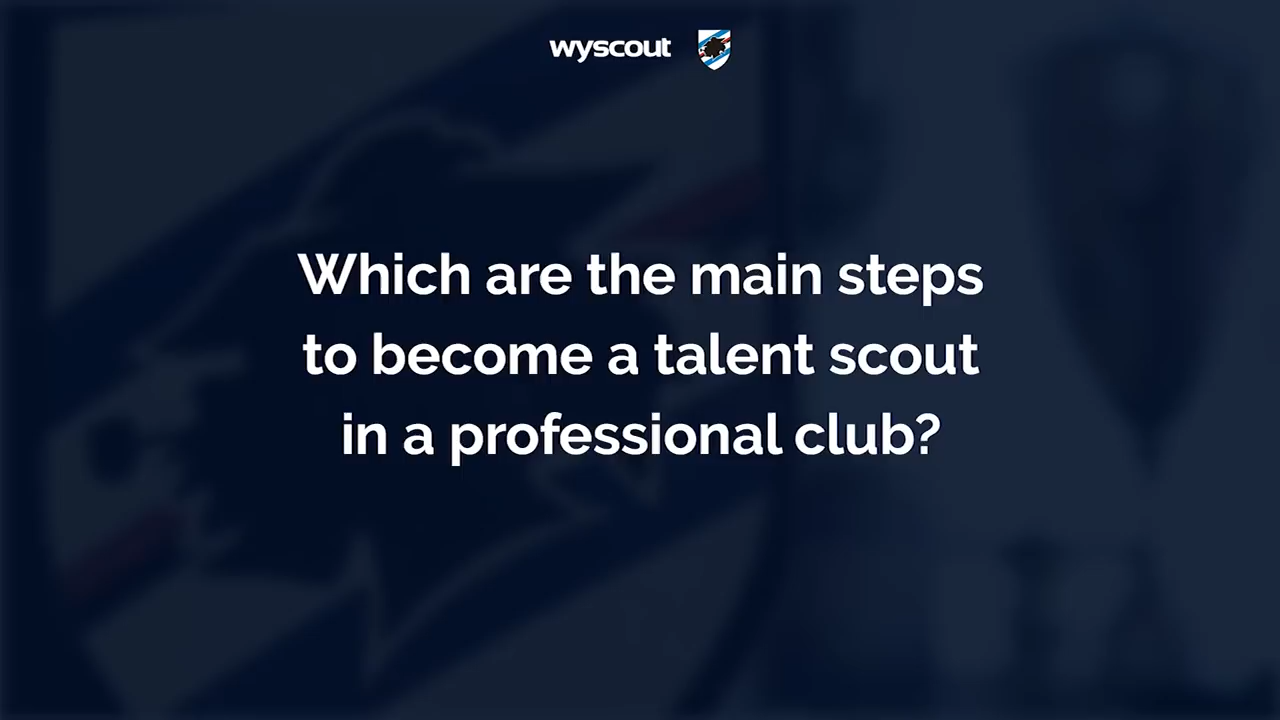 wyscout
Which are the main steps
to become a talent scout
in a professional club?